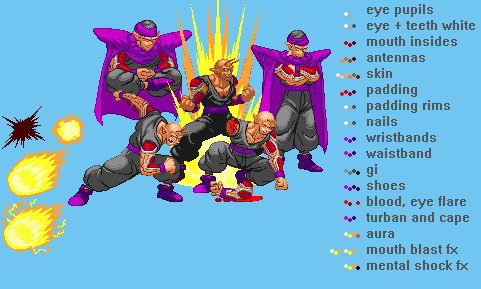 eye pupils
eye + teeth white
mouth insides
antennas
skin
padding
padding rims
nails
wristbands
waistband
gi
shoes
blood, eye flare
turban and cape
aura
mouth blast fx
mental shock fx